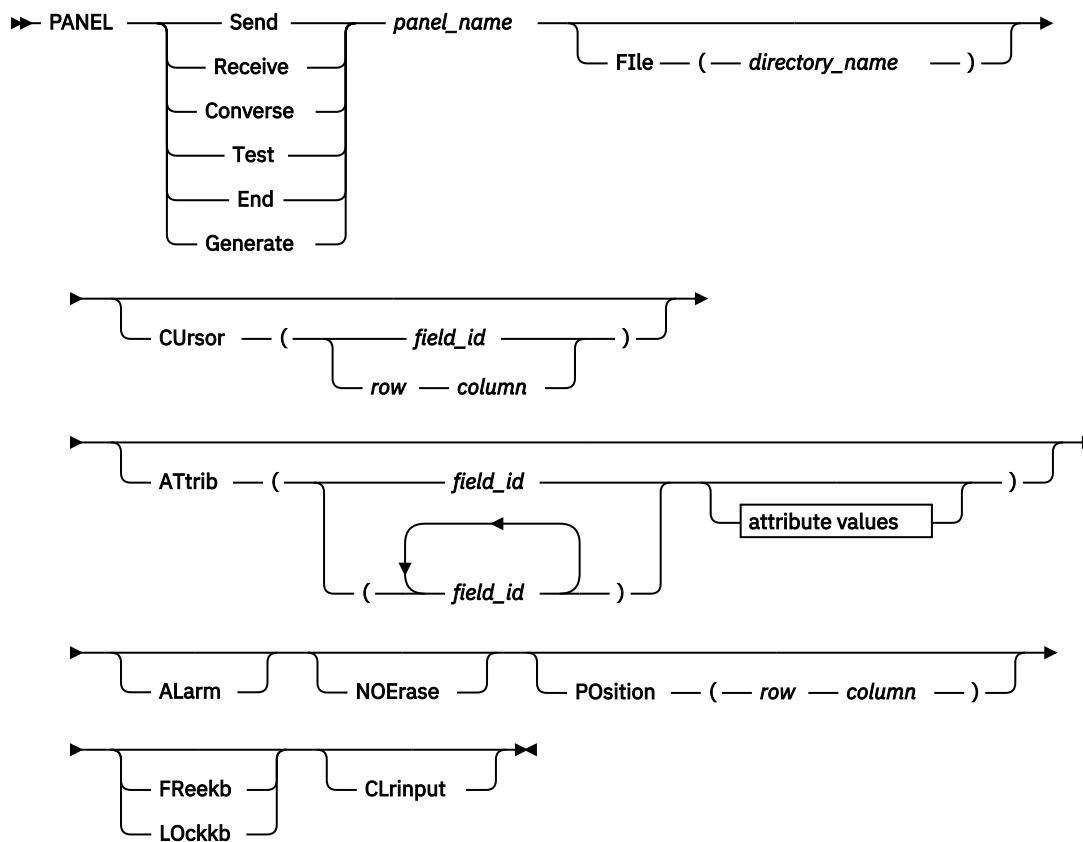 PANEL Send panel_name
FIle ( directory_name )
Receive
Converse
Test
End
Generate
CUrsor ( field_id )
row column
ATtrib ( field_id )
attribute values
( field_id )
ALarm NOErase POsition ( row column )
FReekb CLrinput
LOckkb